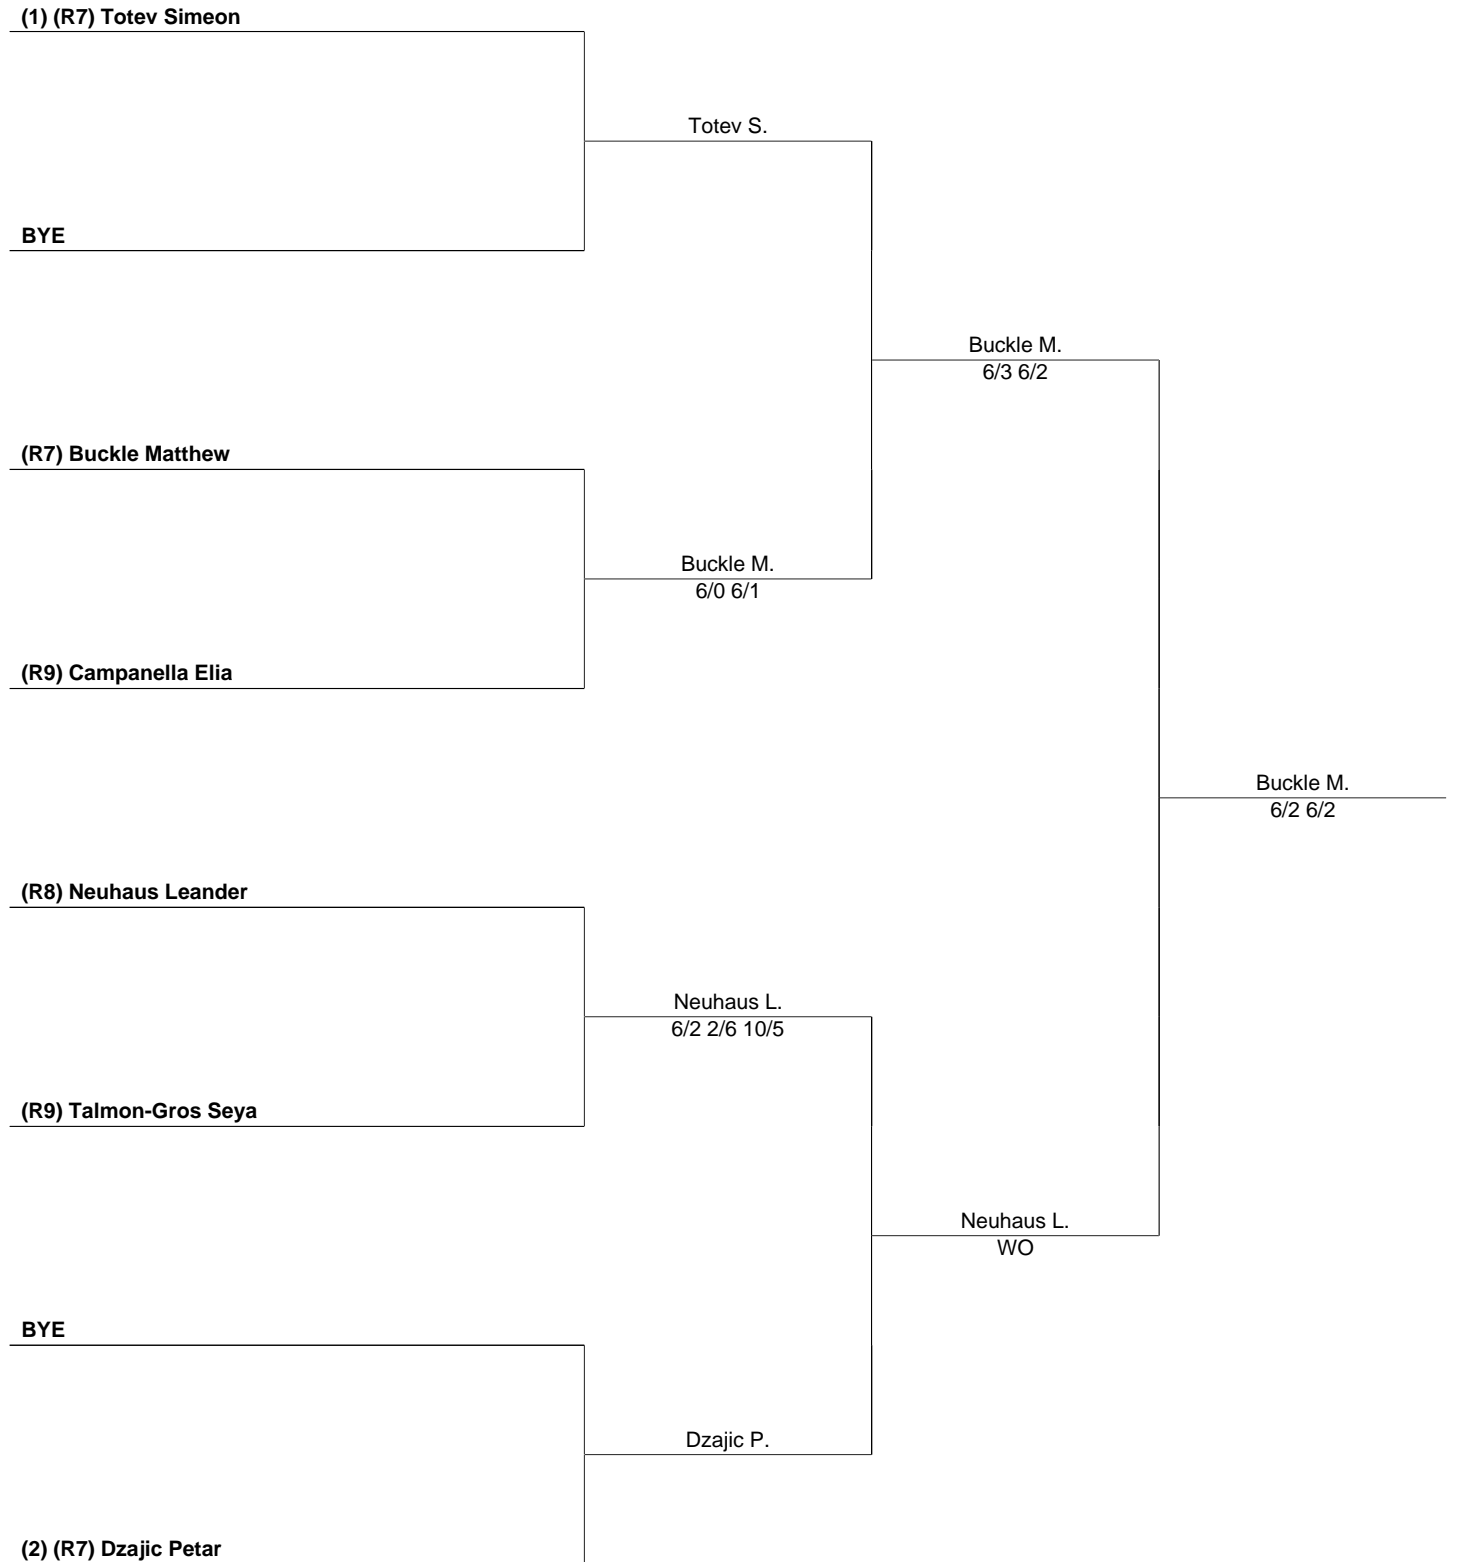 (1) (R7) Totev Simeon
Totev S.
BYE
Buckle M.
6/3 6/2
(R7) Buckle Matthew
Buckle M.
6/0 6/1
(R9) Campanella Elia
Buckle M.
6/2 6/2
(R8) Neuhaus Leander
Neuhaus L.
6/2 2/6 10/5
(R9) Talmon-Gros Seya
Neuhaus L.
WO
BYE
Dzajic P.
(2) (R7) Dzajic Petar